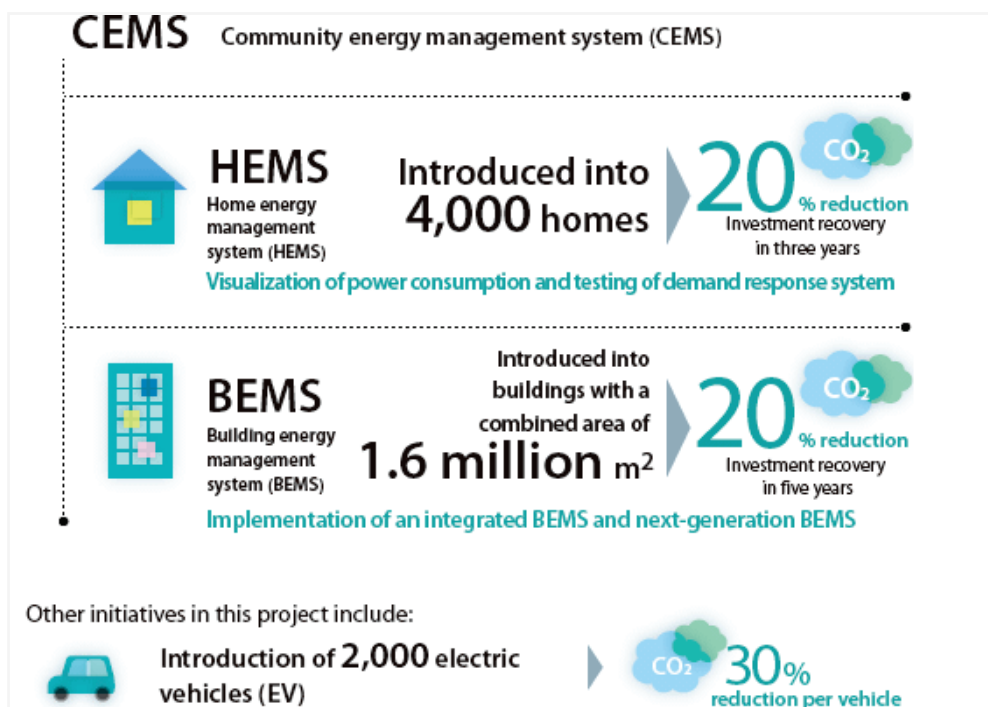 CEMS Community energy management system (CEMS)
HEMS
Home energy
management
system (HEMS)
Introduced into
4,000 homes
CO₂
20% reduction
Investment recovery
in three years
Visualization of power consumption and testing of demand response system
BEMS
Building energy
management
system (BEMS)
Introduced into
buildings with a
combined area of
1.6 million m²
CO₂
20% reduction
Investment recovery
in five years
Implementation of an integrated BEMS and next-generation BEMS
Other initiatives in this project include:
Introduction of 2,000 electric
vehicles (EV)
CO₂
30%
reduction per vehicle